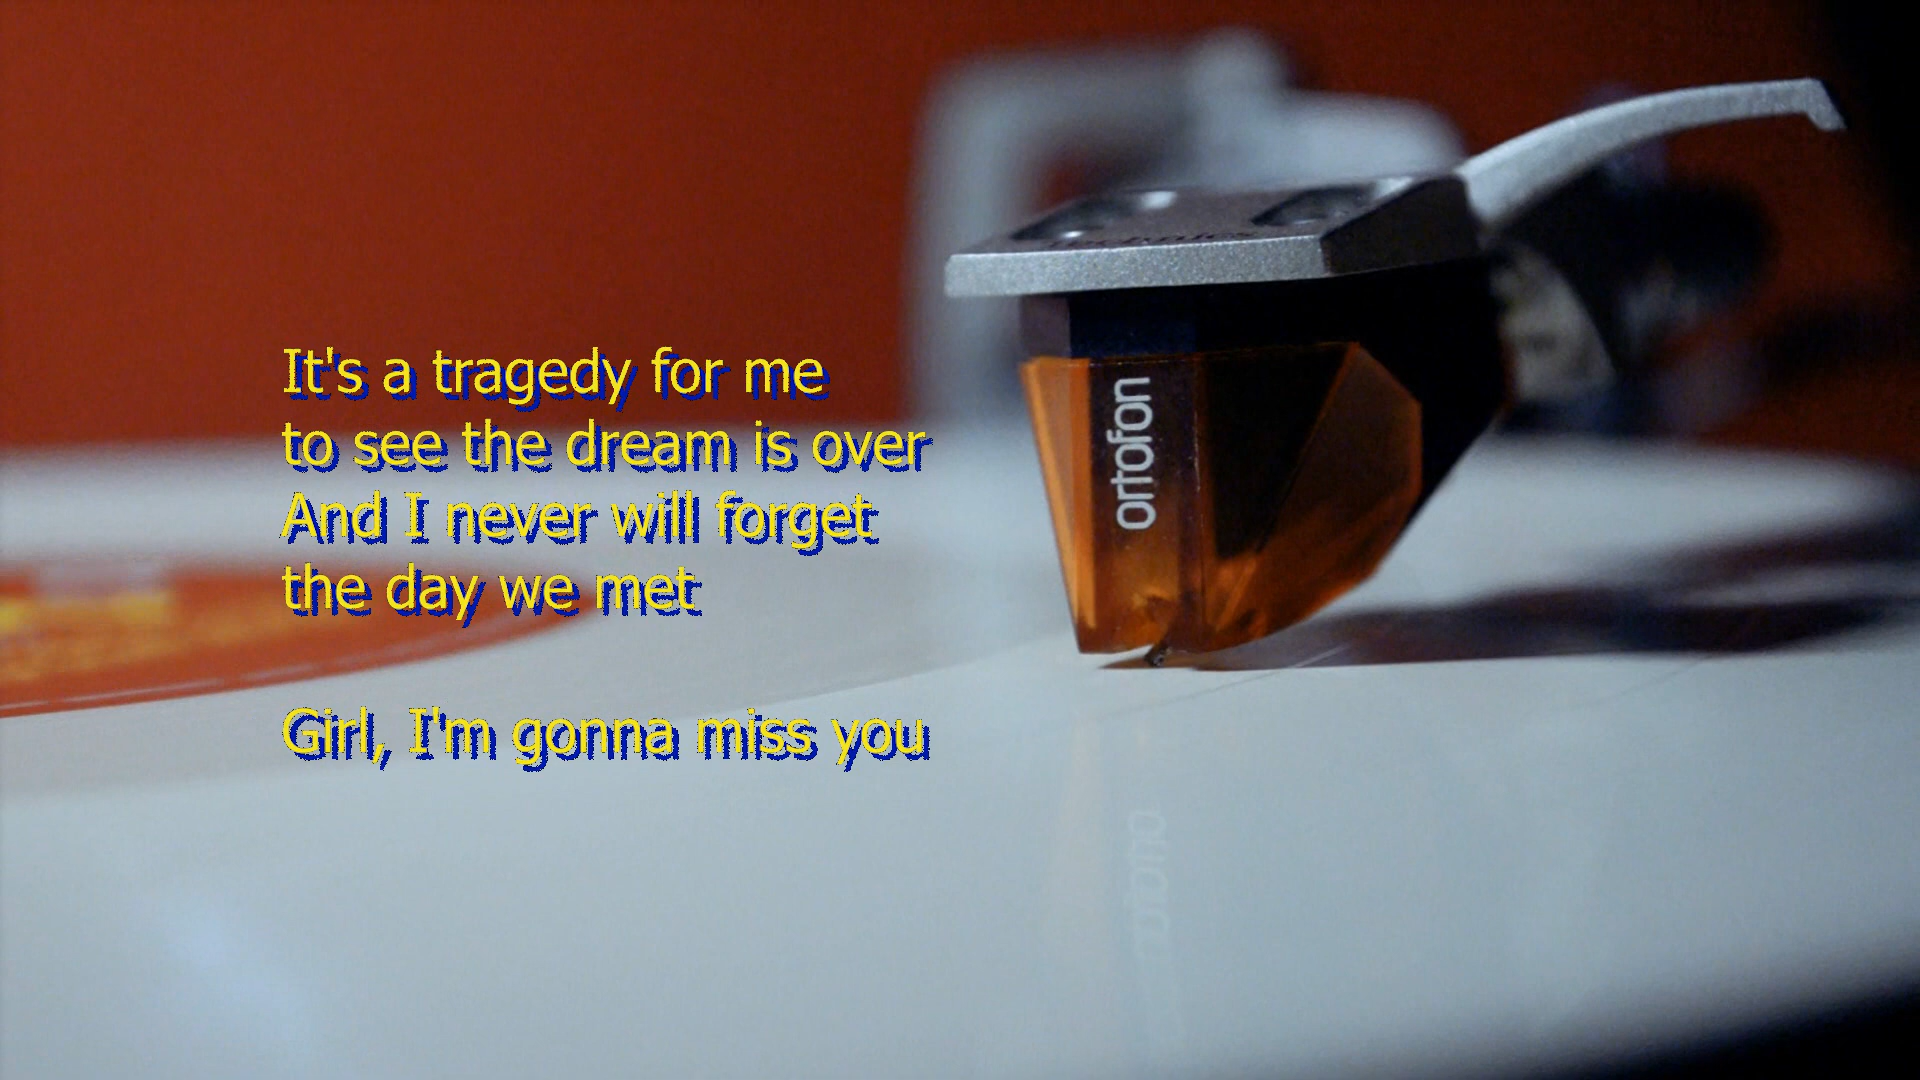 It's a tragedy for me
to see the dream is over
And I never will forget
the day we met
Girl, I'm gonna miss you
ortofon
Technics